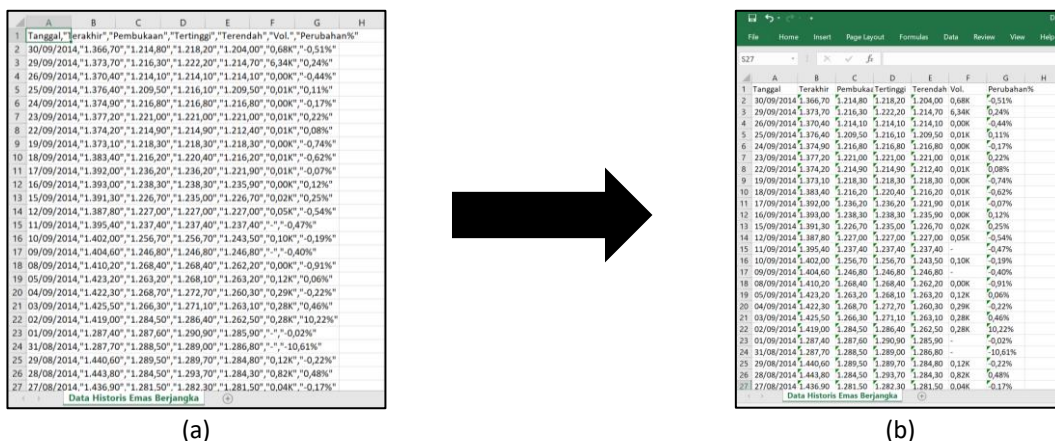 A B C D E F G H
1 Tanggal,"Terakhir","Pembukaan","Tertinggi","Terendah","Vol.","Perubahan%"
2 30/09/2014,"1.366,70","1.214,80","1.218,20","1.204,00","0,68K","-0,51%"
3 29/09/2014,"1.373,70","1.216,30","1.222,20","1.214,70","6,34K","0,24%"
4 26/09/2014,"1.370,40","1.214,10","1.214,10","1.214,10","0,00K","-0,44%"
5 25/09/2014,"1.376,40","1.209,50","1.216,10","1.209,50","0,01K","0,11%"
6 24/09/2014,"1.374,90","1.216,80","1.216,80","1.216,80","0,00K","-0,17%"
7 23/09/2014,"1.377,20","1.221,00","1.221,00","1.221,00","0,01K","0,22%"
8 22/09/2014,"1.374,20","1.214,90","1.214,90","1.212,40","0,01K","0,08%"
9 19/09/2014,"1.373,10","1.218,30","1.218,30","1.218,30","0,00K","-0,74%"
10 18/09/2014,"1.383,40","1.216,20","1.220,40","1.216,20","0,01K","-0,62%"
11 17/09/2014,"1.392,00","1.236,20","1.236,20","1.221,90","0,01K","-0,07%"
12 16/09/2014,"1.393,00","1.238,30","1.238,30","1.235,90","0,00K","0,12%"
13 15/09/2014,"1.391,30","1.226,70","1.235,00","1.226,70","0,02K","0,25%"
14 12/09/2014,"1.387,80","1.227,00","1.227,00","1.227,00","0,05K","-0,54%"
15 11/09/2014,"1.395,40","1.237,40","1.237,40","1.237,40","-","-0,47%"
16 10/09/2014,"1.402,00","1.256,70","1.256,70","1.243,50","0,10K","-0,19%"
17 09/09/2014,"1.404,60","1.246,80","1.246,80","1.246,80","-","-0,40%"
18 08/09/2014,"1.410,20","1.268,40","1.268,40","1.262,20","0,00K","-0,91%"
19 05/09/2014,"1.423,20","1.263,20","1.268,10","1.263,20","0,12K","0,06%"
20 04/09/2014,"1.422,30","1.268,70","1.272,70","1.260,30","0,29K","-0,22%"
21 03/09/2014,"1.425,50","1.266,30","1.271,10","1.263,10","0,28K","0,46%"
22 02/09/2014,"1.419,00","1.284,50","1.286,40","1.262,50","0,28K","10,22%"
23 01/09/2014,"1.287,40","1.287,60","1.290,90","1.285,90","-","-0,02%"
24 31/08/2014,"1.287,70","1.288,50","1.289,00","1.286,80","-","-10,61%"
25 29/08/2014,"1.440,60","1.289,50","1.289,70","1.284,80","0,12K","-0,22%"
26 28/08/2014,"1.443,80","1.284,50","1.293,70","1.284,30","0,82K","0,48%"
27 27/08/2014,"1.436,90","1.281,50","1.282,30","1.281,50","0,04K","-0,17%"
Data Historis Emas Berjangka
(a)
File Home Insert Page Layout Formulas Data Review View Help
S27 fx
A B C D E F G
1 Tanggal Terakhir Pembukaa Tertinggi Terendah Vol. Perubahan%
2 30/09/2014 1.366,70 1.214,80 1.218,20 1.204,00 0,68K -0,51%
3 29/09/2014 1.373,70 1.216,30 1.222,20 1.214,70 6,34K 0,24%
4 26/09/2014 1.370,40 1.214,10 1.214,10 1.214,10 0,00K -0,44%
5 25/09/2014 1.376,40 1.209,50 1.216,10 1.209,50 0,01K 0,11%
6 24/09/2014 1.374,90 1.216,80 1.216,80 1.216,80 0,00K -0,17%
7 23/09/2014 1.377,20 1.221,00 1.221,00 1.221,00 0,01K 0,22%
8 22/09/2014 1.374,20 1.214,90 1.214,90 1.212,40 0,01K 0,08%
9 19/09/2014 1.373,10 1.218,30 1.218,30 1.218,30 0,00K -0,74%
10 18/09/2014 1.383,40 1.216,20 1.220,40 1.216,20 0,01K -0,62%
11 17/09/2014 1.392,00 1.236,20 1.236,20 1.221,90 0,01K -0,07%
12 16/09/2014 1.393,00 1.238,30 1.238,30 1.235,90 0,00K 0,12%
13 15/09/2014 1.391,30 1.226,70 1.235,00 1.226,70 0,02K 0,25%
14 12/09/2014 1.387,80 1.227,00 1.227,00 1.227,00 0,05K -0,54%
15 11/09/2014 1.395,40 1.237,40 1.237,40 1.237,40 - -0,47%
16 10/09/2014 1.402,00 1.256,70 1.256,70 1.243,50 0,10K -0,19%
17 09/09/2014 1.404,60 1.246,80 1.246,80 1.246,80 - -0,40%
18 08/09/2014 1.410,20 1.268,40 1.268,40 1.262,20 0,00K -0,91%
19 05/09/2014 1.423,20 1.263,20 1.268,10 1.263,20 0,12K 0,06%
20 04/09/2014 1.422,30 1.268,70 1.272,70 1.260,30 0,29K -0,22%
21 03/09/2014 1.425,50 1.266,30 1.271,10 1.263,10 0,28K 0,46%
22 02/09/2014 1.419,00 1.284,50 1.286,40 1.262,50 0,28K 10,22%
23 01/09/2014 1.287,40 1.287,60 1.290,90 1.285,90 - -0,02%
24 31/08/2014 1.287,70 1.288,50 1.289,00 1.286,80 - -10,61%
25 29/08/2014 1.440,60 1.289,50 1.289,70 1.284,80 0,12K -0,22%
26 28/08/2014 1.443,80 1.284,50 1.293,70 1.284,30 0,82K 0,48%
27 27/08/2014 1.436,90 1.281,50 1.282,30 1.281,50 0,04K -0,17%
Data Historis Emas Berjangka
(b)